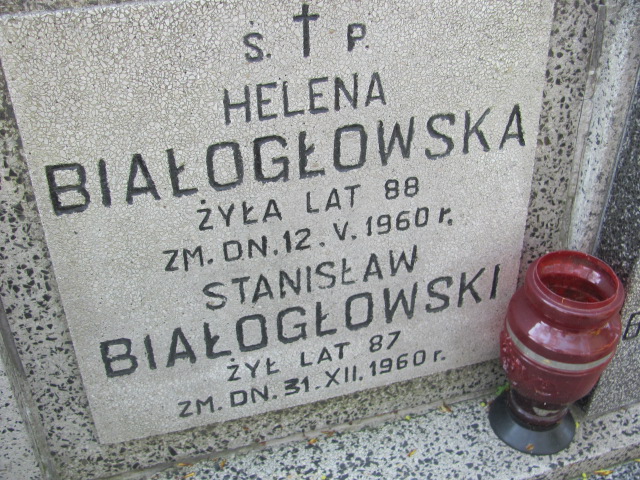 Ś. † P.
HELENA
BIAŁOGŁOWSKA
ŻYŁA LAT 88
ZM. DN. 12. V. 1960 r.
STANISŁAW
BIAŁOGŁOWSKI
ŻYŁ LAT 87
ZM. DN. 31. XII. 1960 r.